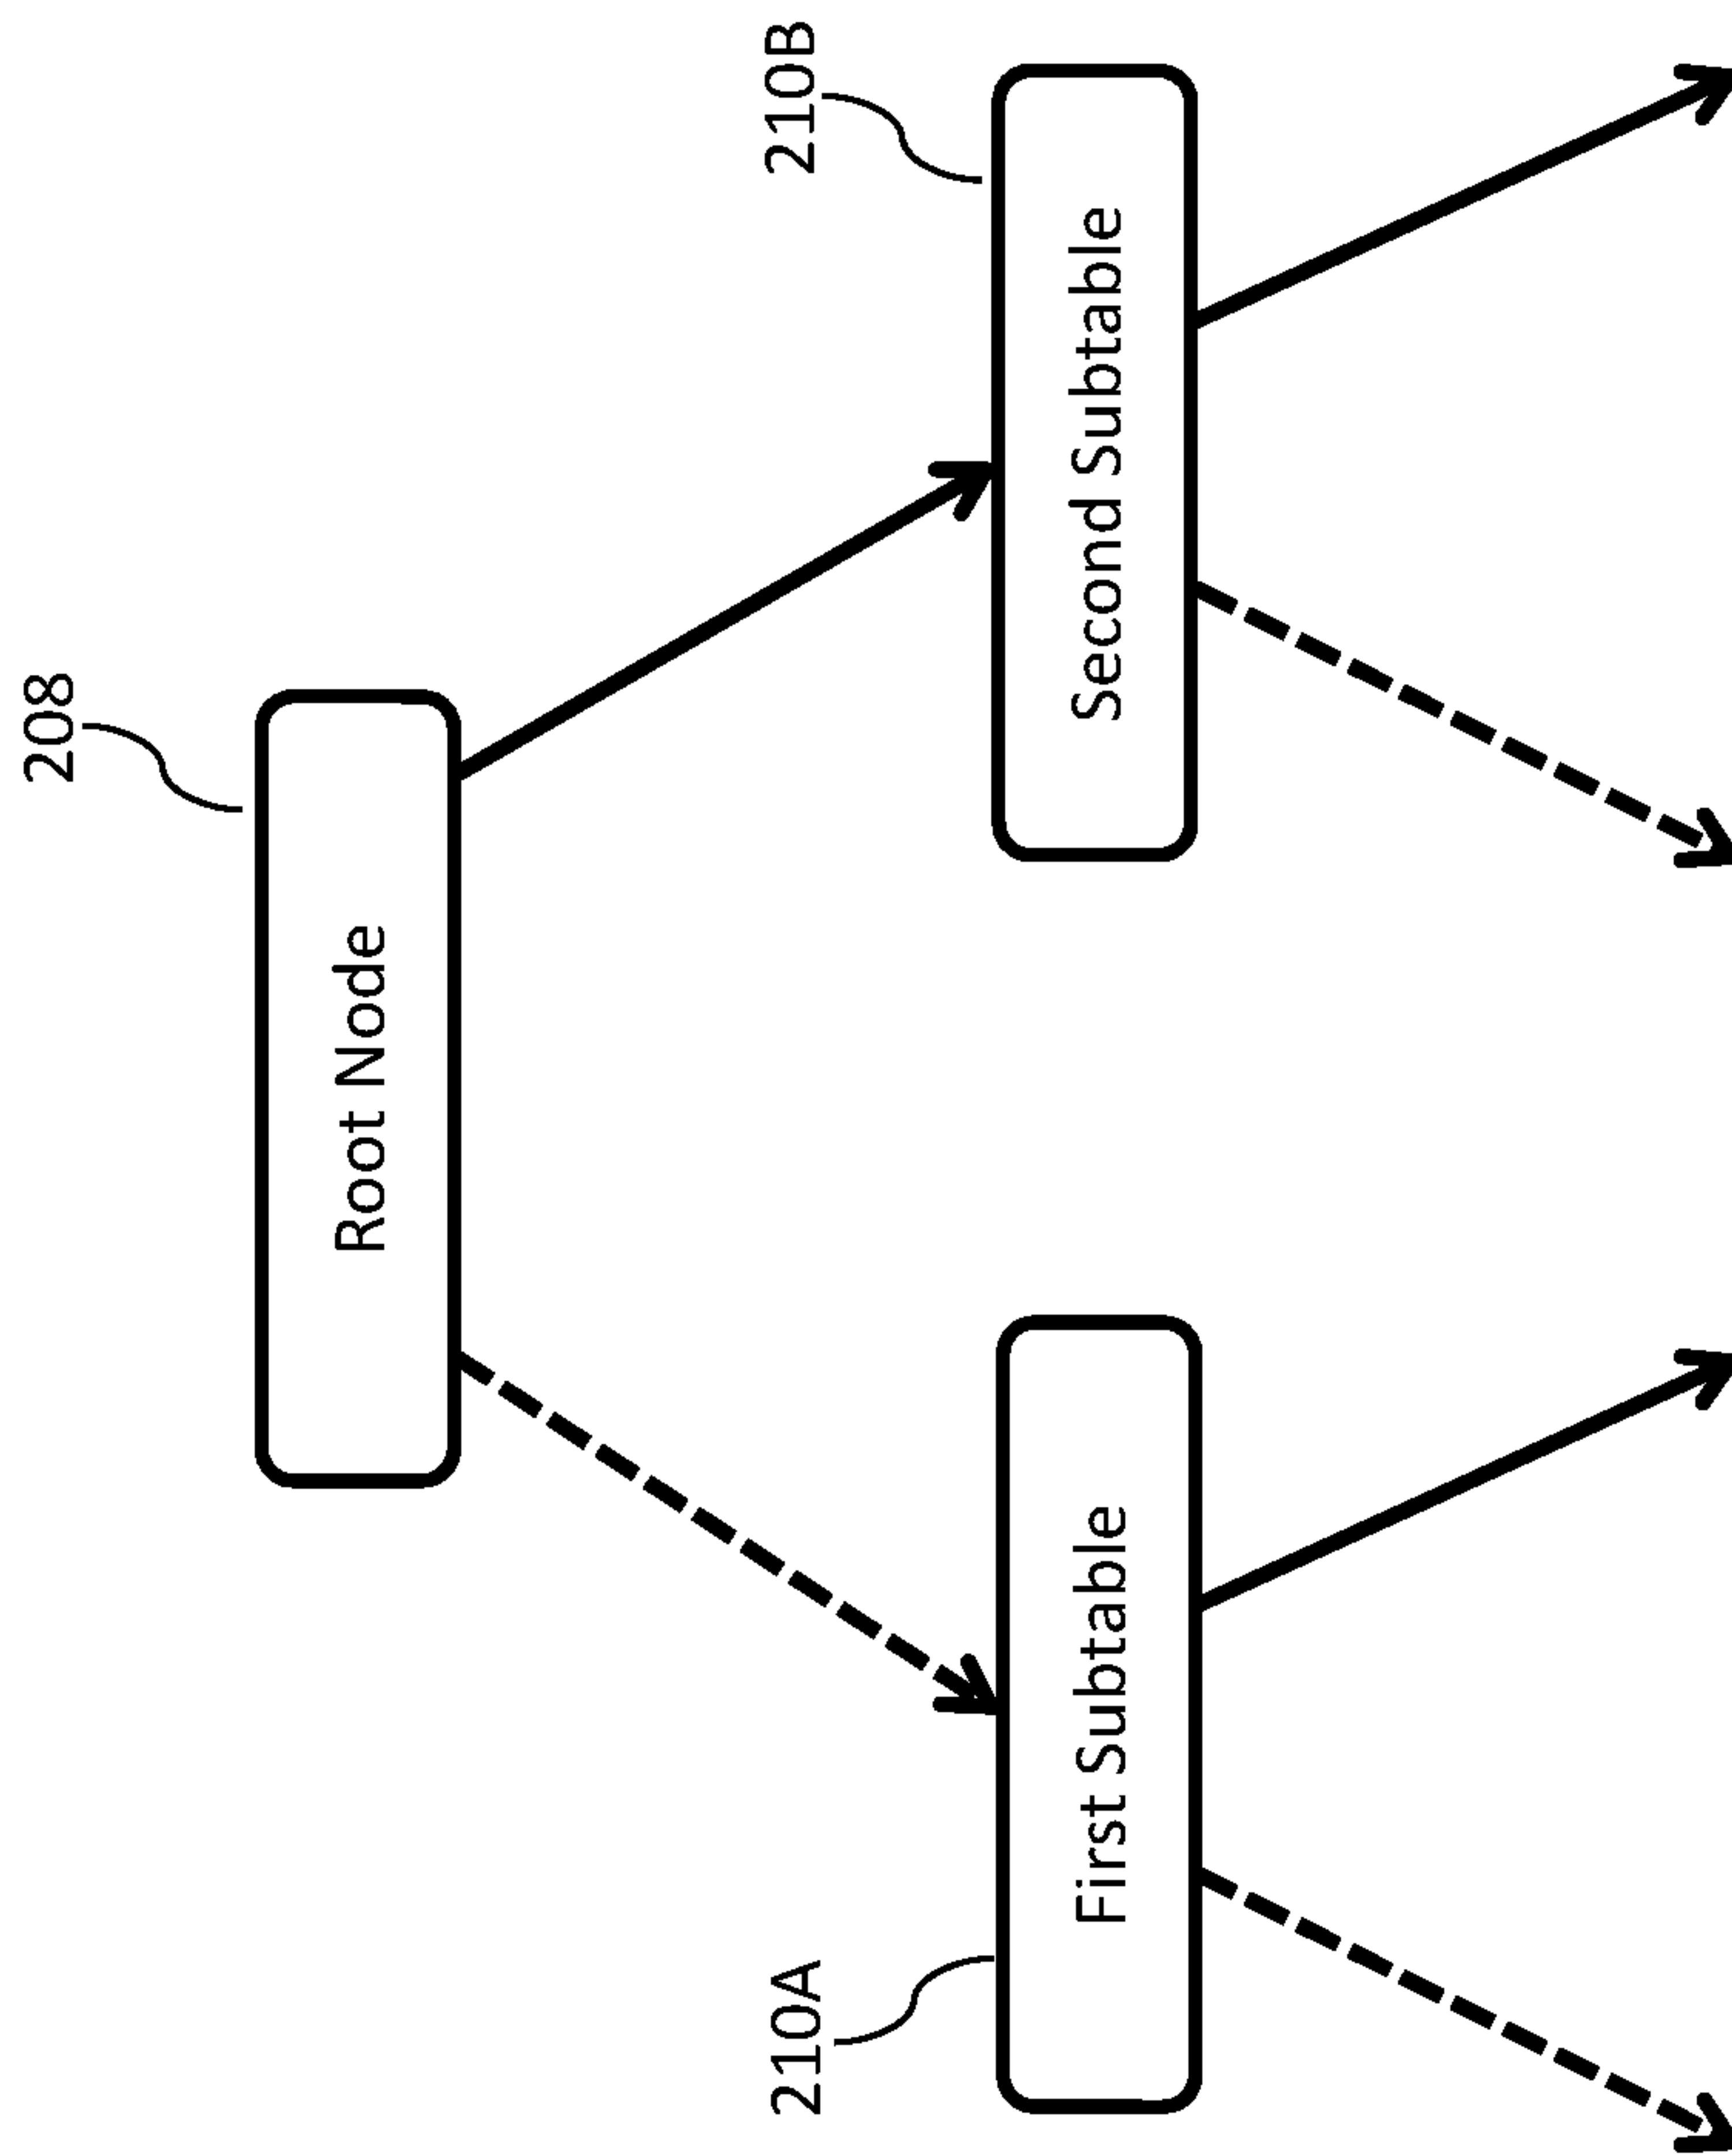 208
Root Node
210A
210B
First Subtable
Second Subtable